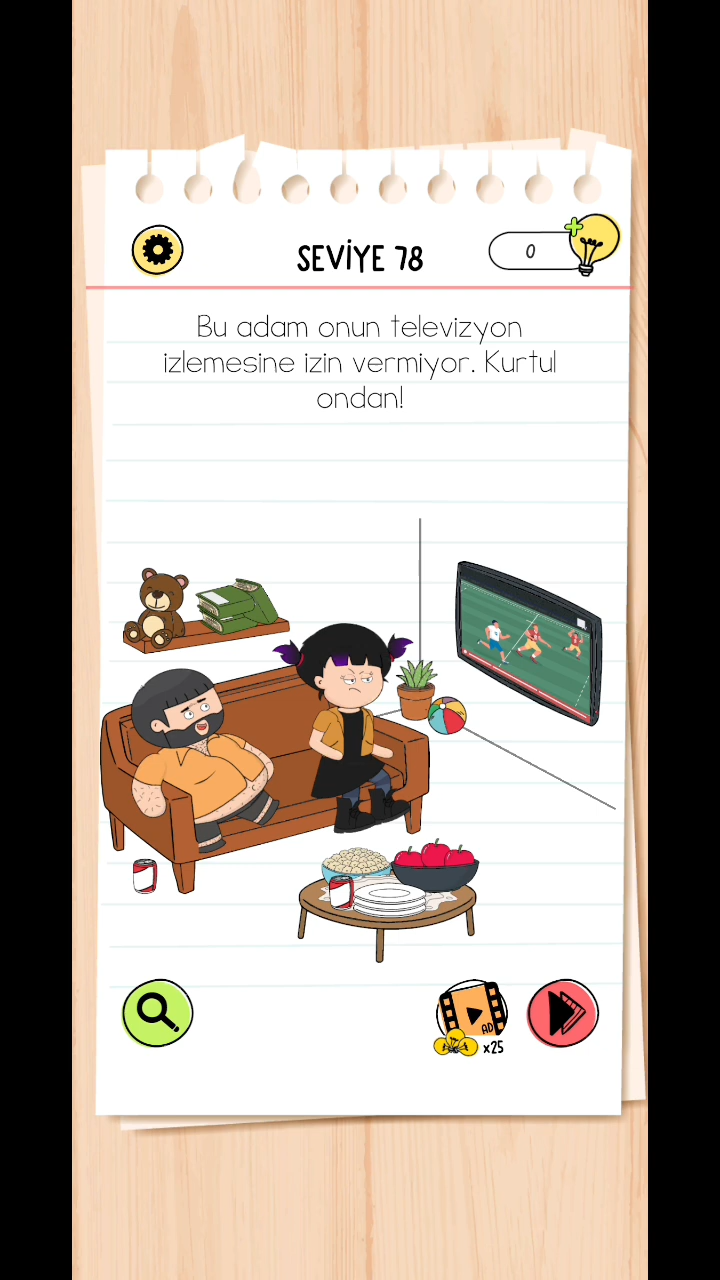 SEVİYE 78
0
Bu adam onun televizyon
izlemesine izin vermiyor. Kurtul
ondan!
AD
x25